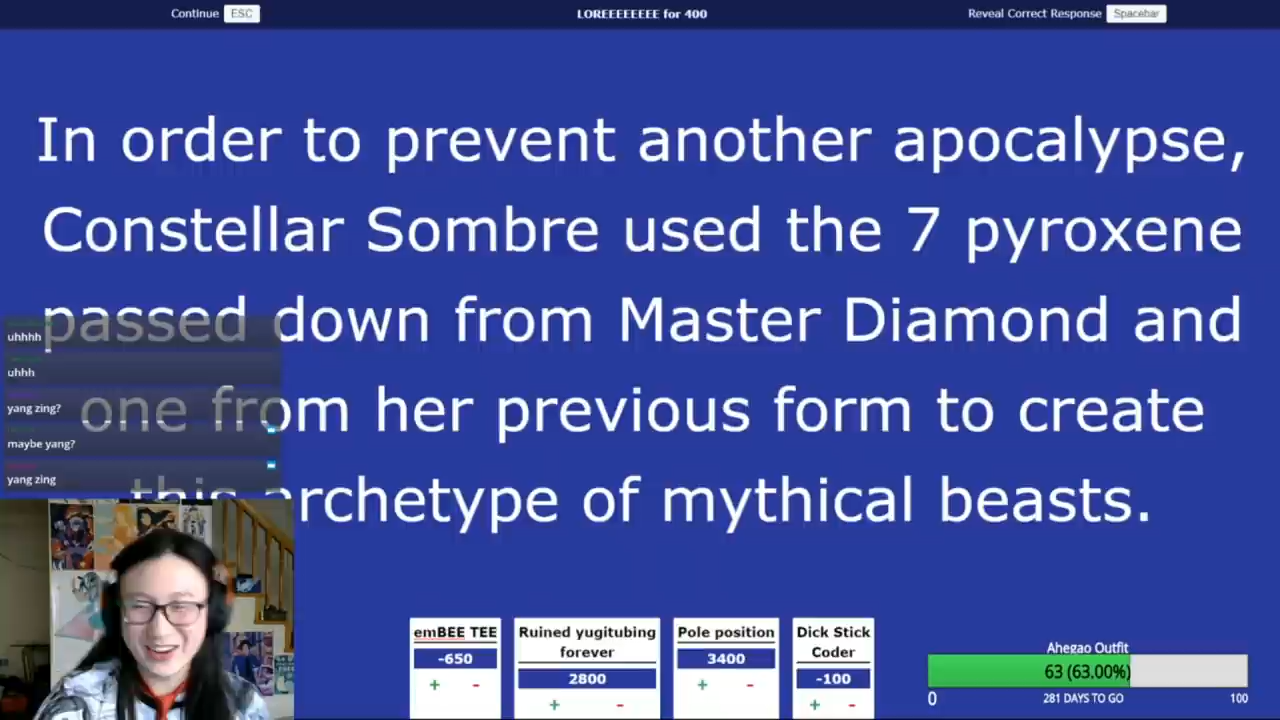 Continue ESC
LOREEEEEEEE for 400
Reveal Correct Response Spacebar
In order to prevent another apocalypse,
Constellar Sombre used the 7 pyroxene
passed down from Master Diamond and
one from her previous form to create
this archetype of mythical beasts.
uhhhh
uhhh
yang zing?
maybe yang?
yang zing
emBEE TEE
-650
+ -
Ruined yugitubing
forever
2800
+ -
Pole position
3400
+ -
Dick Stick
Coder
-100
+ -
Ahegao Outfit
63 (63.00%)
0 281 DAYS TO GO 100